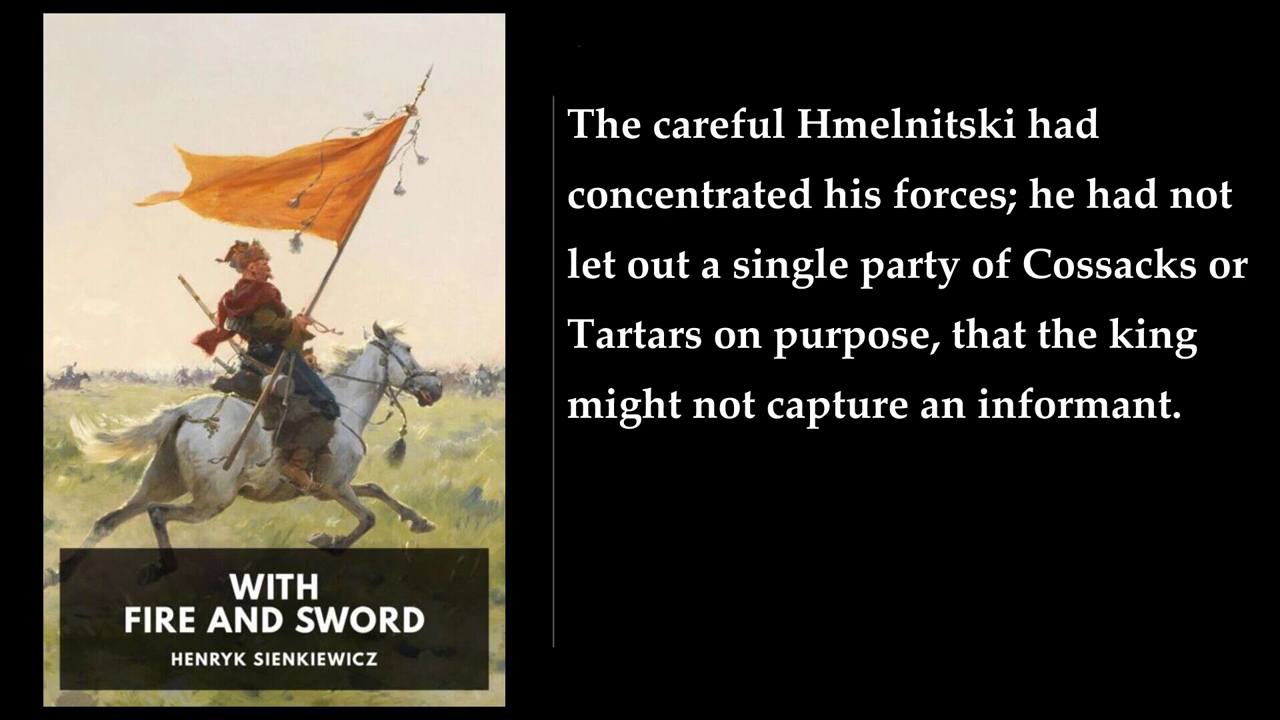 WITH
FIRE AND SWORD
HENRYK SIENKIEWICZ
The careful Hmelnitski had
concentrated his forces; he had not
let out a single party of Cossacks or
Tartars on purpose, that the king
might not capture an informant.